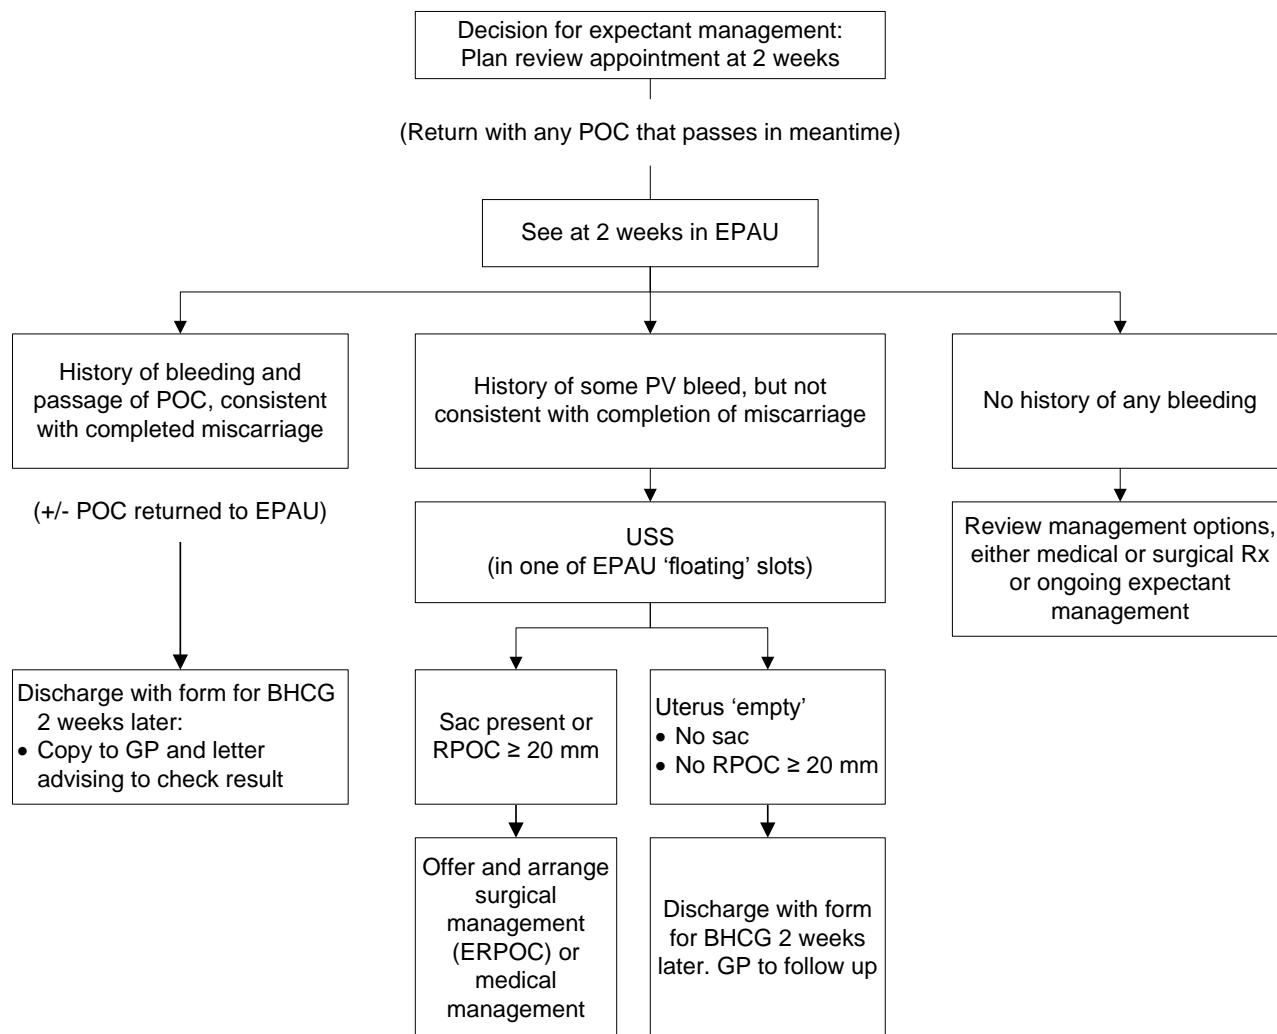 Decision for expectant management:
Plan review appointment at 2 weeks
(Return with any POC that passes in meantime)
See at 2 weeks in EPAU
History of bleeding and
passage of POC, consistent
with completed miscarriage
(+/- POC returned to EPAU)
Discharge with form for BHCG
2 weeks later:
• Copy to GP and letter
advising to check result
History of some PV bleed, but not
consistent with completion of miscarriage
USS
(in one of EPAU ‘floating’ slots)
Sac present or
RPOC ≥ 20 mm
Offer and arrange
surgical
management
(ERPOC) or
medical
management
Uterus ‘empty’
• No sac
• No RPOC ≥ 20 mm
Discharge with form
for BHCG 2 weeks
later. GP to follow up
No history of any bleeding
Review management options,
either medical or surgical Rx
or ongoing expectant
management